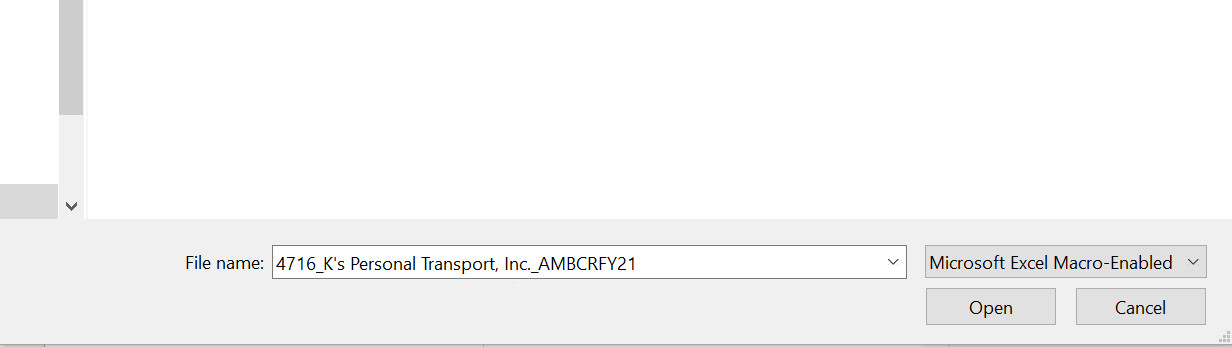 File name: 4716_K's Personal Transport, Inc._AMBCRFY21 Microsoft Excel Macro-Enabled
Open Cancel